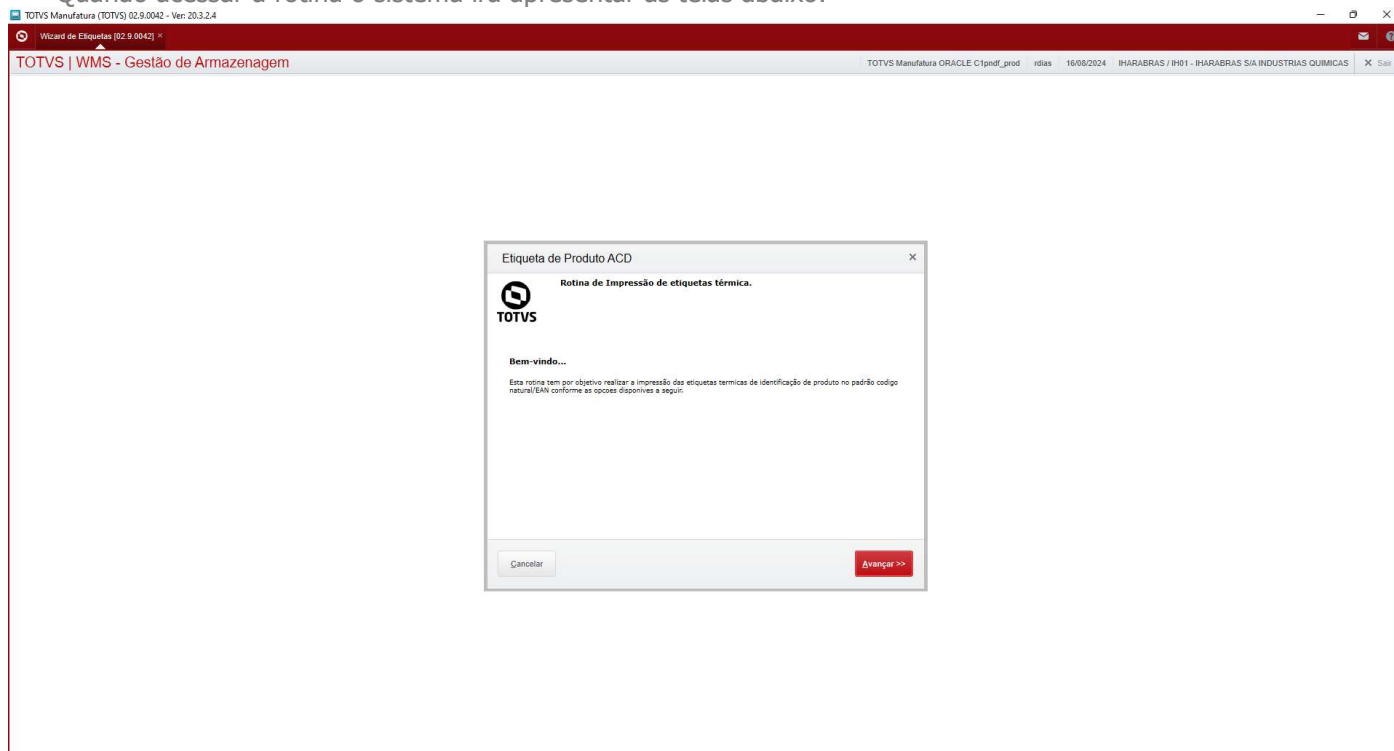 Quando acessar a rotina o sistema irá apresentar as telas abaixo:
TOTVS Manufatura (TOTVS) 02.9.0042 - Ver: 20.3.2.4
Wizard de Etiquetas [02.9.0042] ×
TOTVS | WMS - Gestão de Armazenagem
TOTVS Manufatura ORACLE C1pndf_prod rdias 16/08/2024 IHARABRAS / IH01 - IHARABRAS S/A INDUSTRIAS QUIMICAS × Sair
Etiqueta de Produto ACD ×
Rotina de Impressão de etiquetas térmica.
TOTVS
Bem-vindo...
Esta rotina tem por objetivo realizar a impressão das etiquetas termicas de identificação de produto no padrão codigo
natural/EAN conforme as opcoes disponives a seguir.
Cancelar
Avançar >>